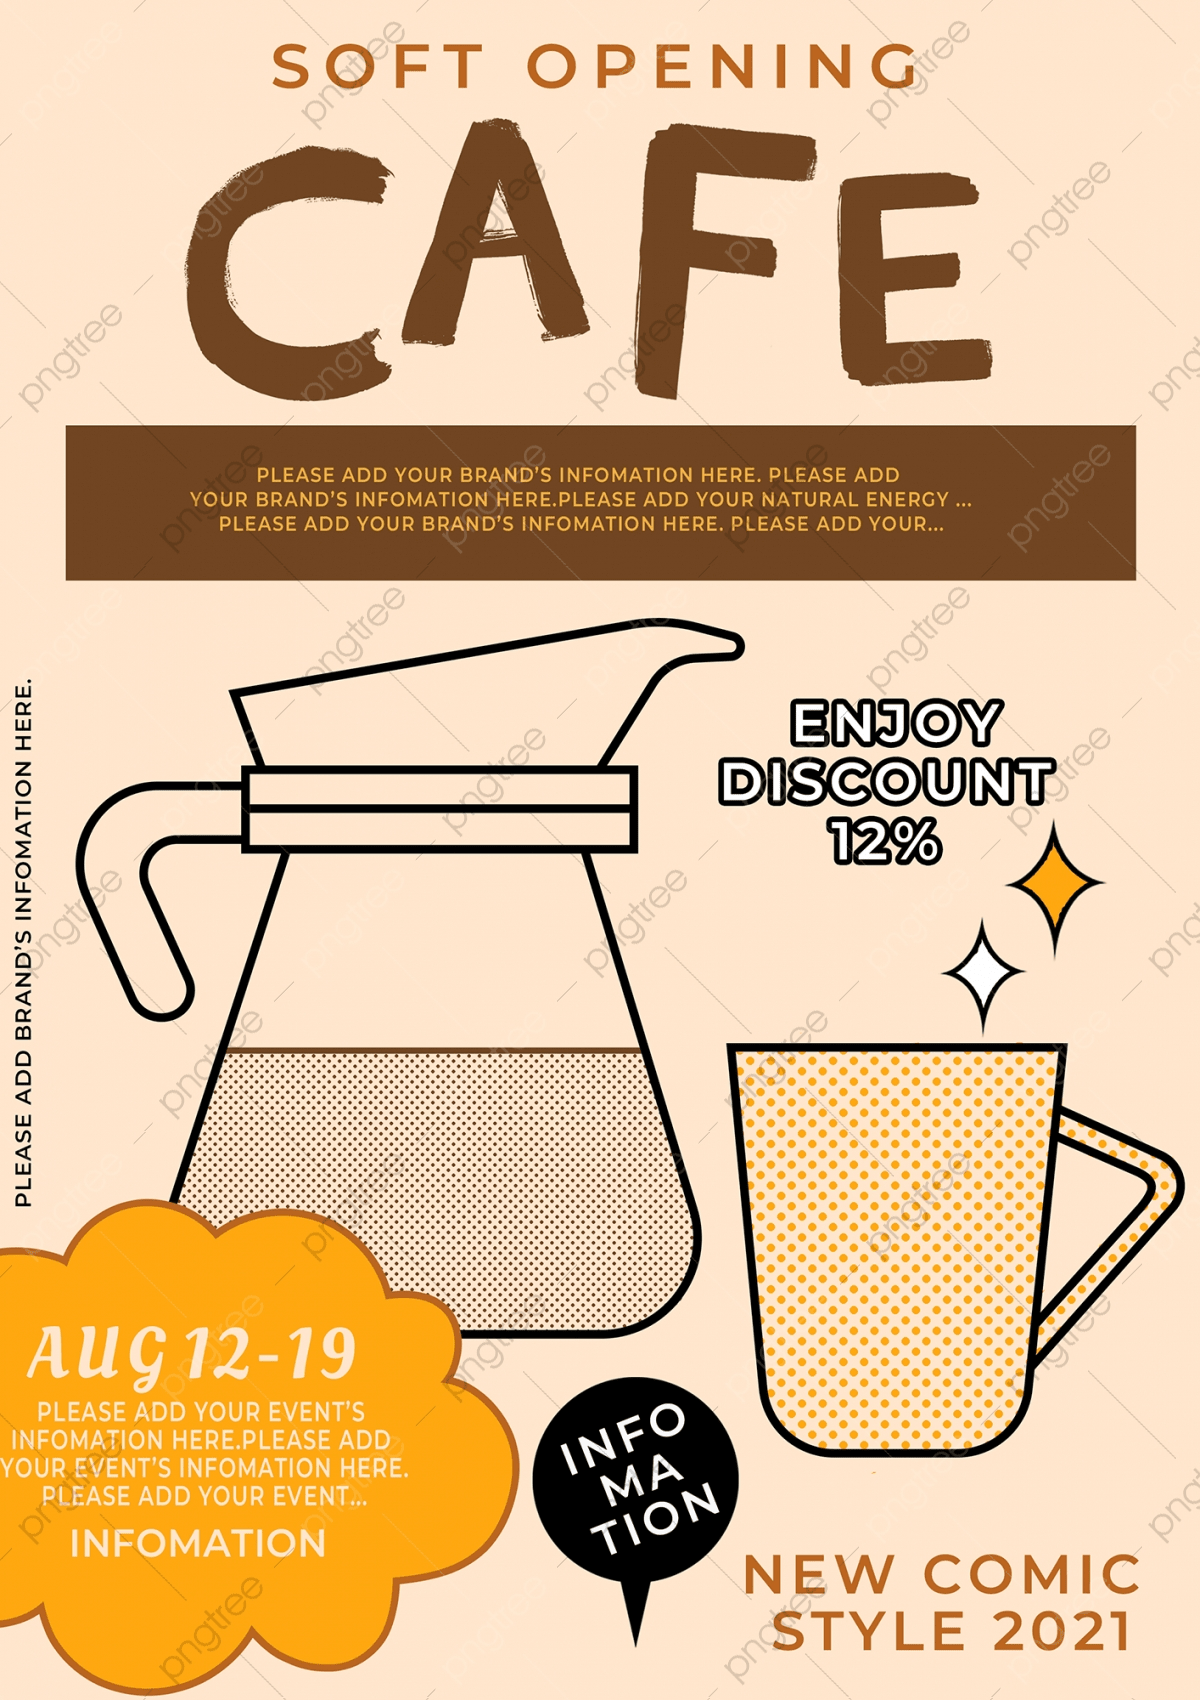 SOFT OPENING
CAFE
PLEASE ADD YOUR BRAND'S INFOMATION HERE. PLEASE ADD
YOUR BRAND'S INFOMATION HERE.PLEASE ADD YOUR NATURAL ENERGY ...
PLEASE ADD YOUR BRAND'S INFOMATION HERE. PLEASE ADD YOUR...
PLEASE ADD BRAND'S INFOMATION HERE.
ENJOY
DISCOUNT
12%
AUG 12-19
PLEASE ADD YOUR EVENT'S
INFOMATION HERE.PLEASE ADD
YOUR EVENT'S INFOMATION HERE.
PLEASE ADD YOUR EVENT...
INFOMATION
INFO
MA
TION
NEW COMIC
STYLE 2021
pngtree